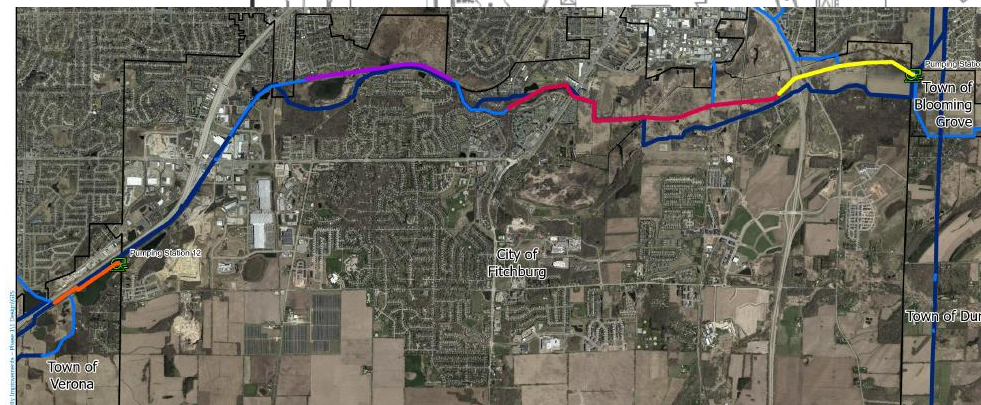 Pumping Station
Town of
Blooming
Grove
Pumping Station 12
City of
Fitchburg
Town of Dun
Town of
Verona